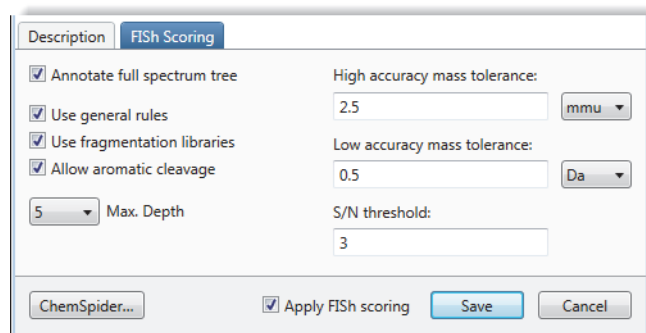 Description FISh Scoring
Annotate full spectrum tree
Use general rules
Use fragmentation libraries
Allow aromatic cleavage
5 Max. Depth
High accuracy mass tolerance:
2.5 mmu
Low accuracy mass tolerance:
0.5 Da
S/N threshold:
3
ChemSpider... Apply FISh scoring Save Cancel